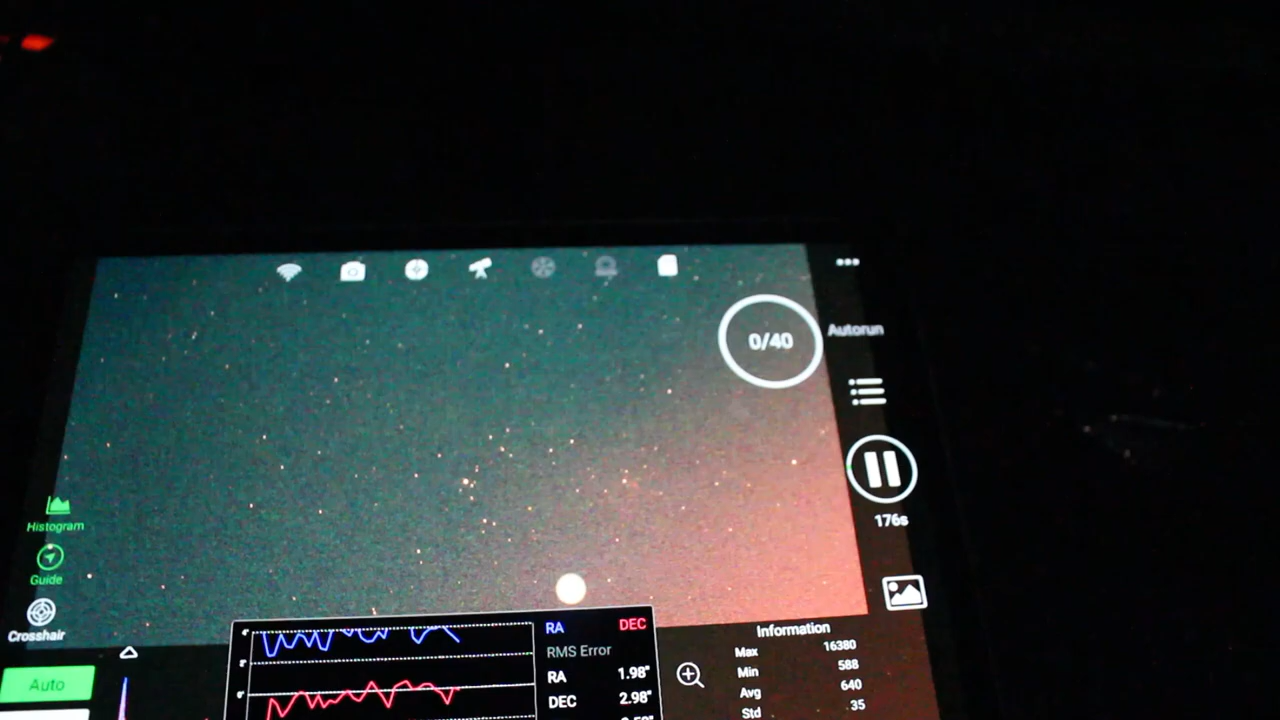 0/40
Autorun
176s
Histogram
Guide
Crosshair
Auto
RA DEC
RMS Error
RA 1.98"
DEC 2.98"
Information
Max 16380
Min 588
Avg 640
Std 35